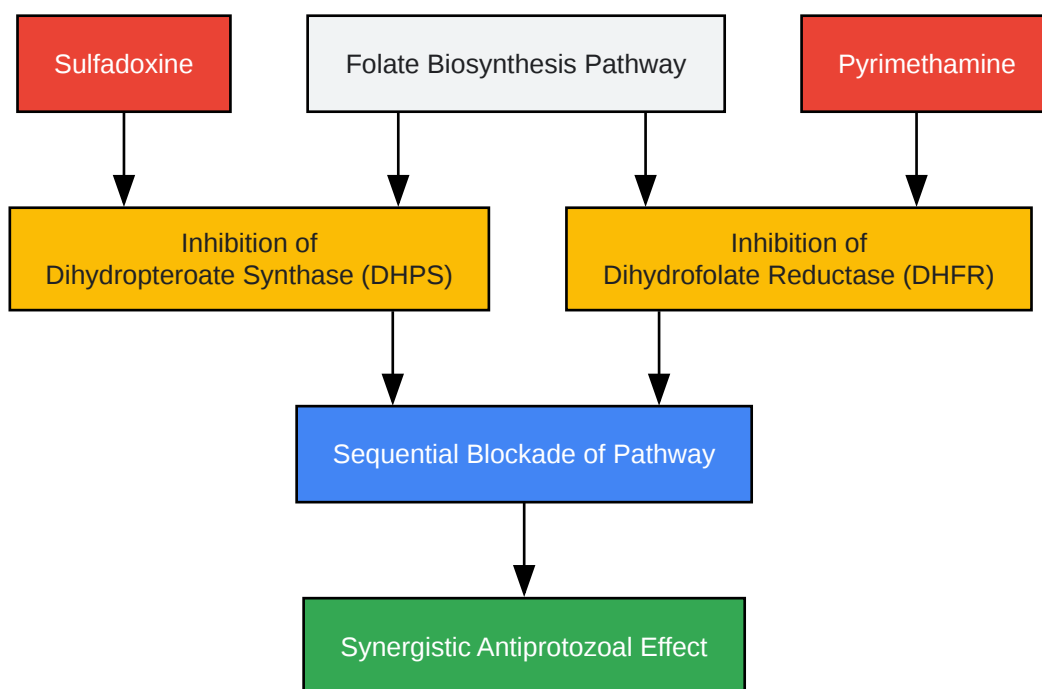 Sulfadoxine
Folate Biosynthesis Pathway
Pyrimethamine
Inhibition of
Dihydropteroate Synthase (DHPS)
Inhibition of
Dihydrofolate Reductase (DHFR)
Sequential Blockade of Pathway
Synergistic Antiprotozoal Effect